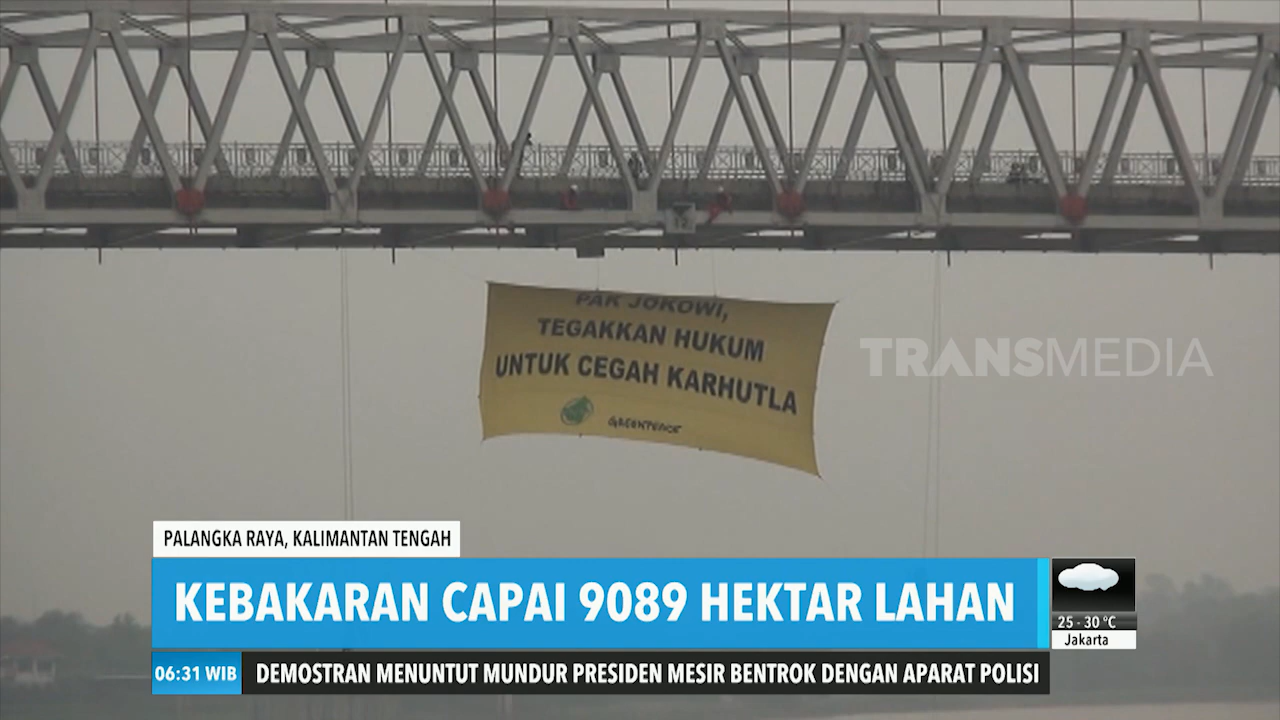 PAK JOKOWI,
TEGAKKAN HUKUM
UNTUK CEGAH KARHUTLA
GREENPEACE
TRANSMEDIA
PALANGKA RAYA, KALIMANTAN TENGAH
KEBAKARAN CAPAI 9089 HEKTAR LAHAN
25 - 30 °C
Jakarta
06:31 WIB DEMOSTRAN MENUNTUT MUNDUR PRESIDEN MESIR BENTROK DENGAN APARAT POLISI